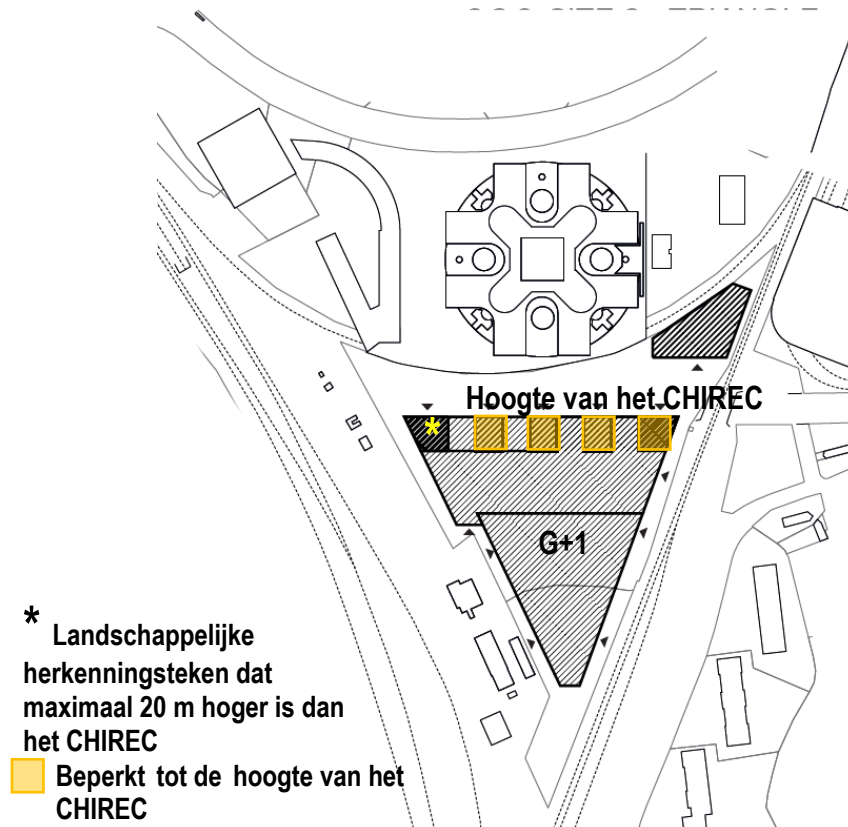 Hoogte van het CHIREC
*
G+1
* Landschappelijke
herkenningsteken dat
maximaal 20 m hoger is dan
het CHIREC
Beperkt tot de hoogte van het
CHIREC